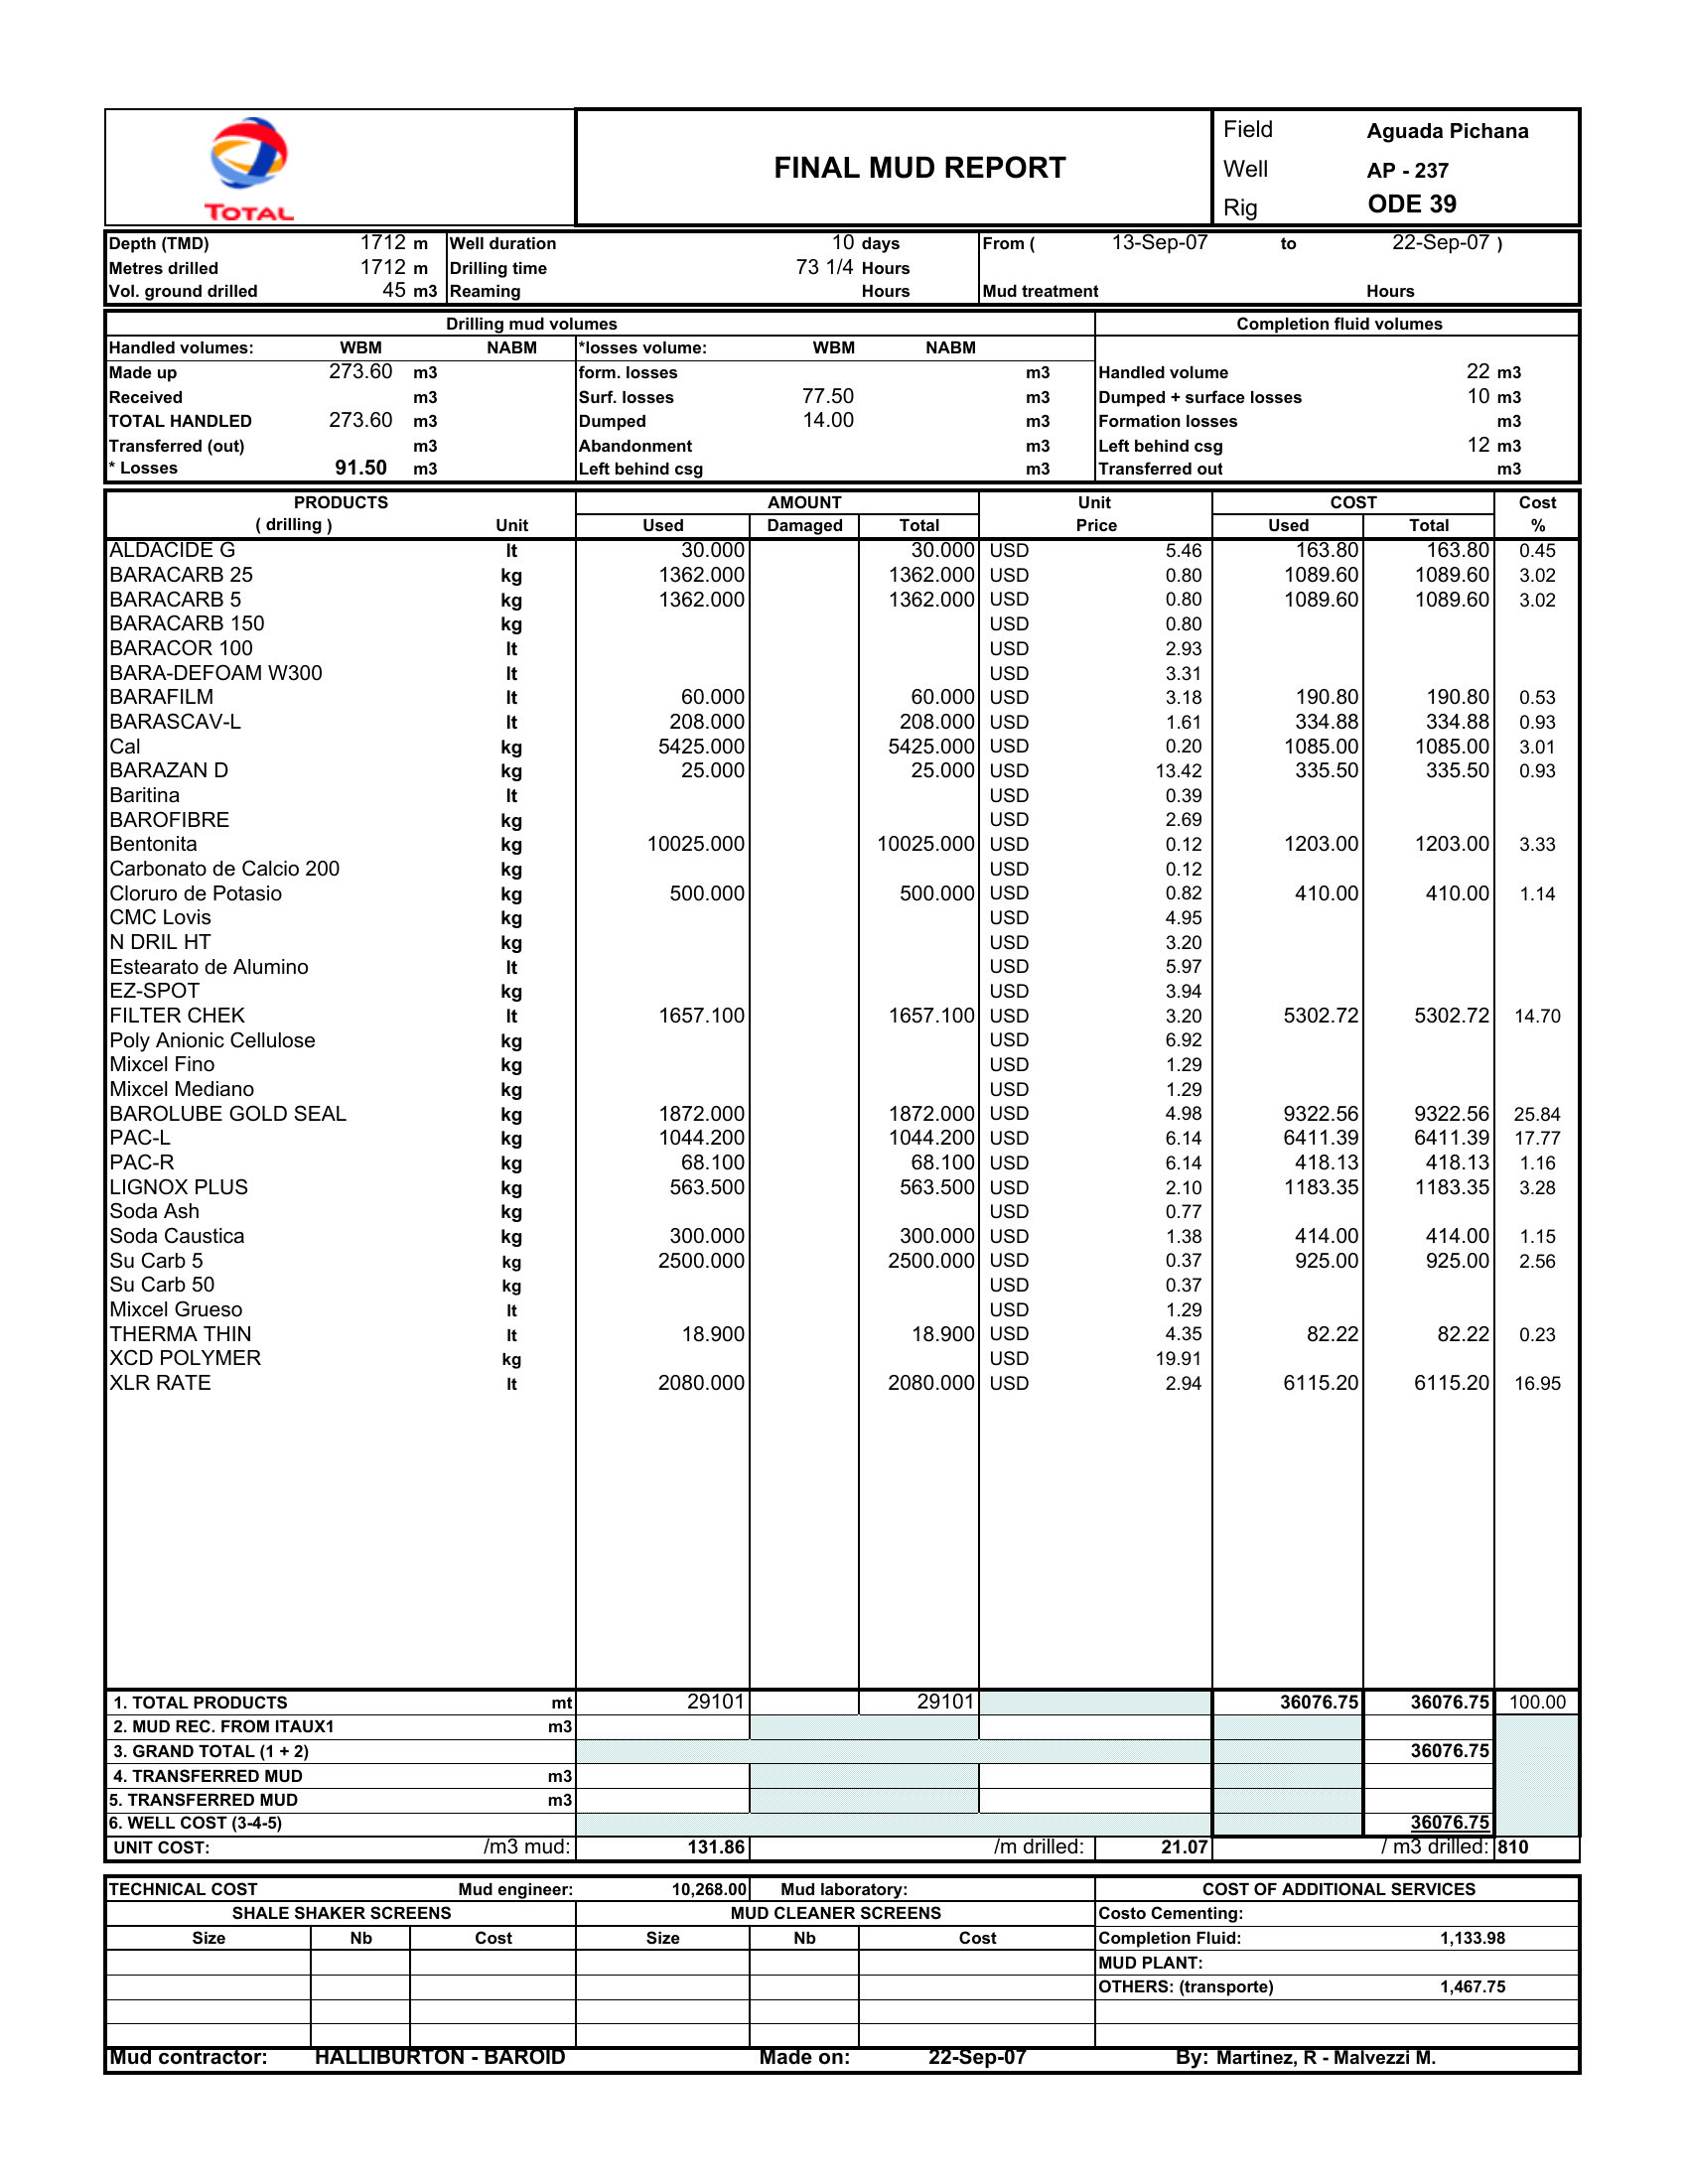 TOTAL
FINAL MUD REPORT
Field Aguada Pichana
Well AP - 237
Rig ODE 39
Depth (TMD) 1712 m Well duration 10 days From ( 13-Sep-07 to 22-Sep-07 )
Metres drilled 1712 m Drilling time 73 1/4 Hours
Vol. ground drilled 45 m3 Reaming Hours Mud treatment Hours
Drilling mud volumes Completion fluid volumes
Handled volumes: WBM NABM *losses volume: WBM NABM
Made up 273.60 m3 form. losses m3 Handled volume 22 m3
Received m3 Surf. losses 77.50 m3 Dumped + surface losses 10 m3
TOTAL HANDLED 273.60 m3 Dumped 14.00 m3 Formation losses m3
Transferred (out) m3 Abandonment m3 Left behind csg 12 m3
* Losses 91.50 m3 Left behind csg m3 Transferred out m3
PRODUCTS AMOUNT Unit COST Cost
( drilling ) Unit Used Damaged Total Price Used Total %
ALDACIDE G lt 30.000 30.000 USD 5.46 163.80 163.80 0.45
BARACARB 25 kg 1362.000 1362.000 USD 0.80 1089.60 1089.60 3.02
BARACARB 5 kg 1362.000 1362.000 USD 0.80 1089.60 1089.60 3.02
BARACARB 150 kg USD 0.80
BARACOR 100 lt USD 2.93
BARA-DEFOAM W300 lt USD 3.31
BARAFILM lt 60.000 60.000 USD 3.18 190.80 190.80 0.53
BARASCAV-L lt 208.000 208.000 USD 1.61 334.88 334.88 0.93
Cal kg 5425.000 5425.000 USD 0.20 1085.00 1085.00 3.01
BARAZAN D kg 25.000 25.000 USD 13.42 335.50 335.50 0.93
Baritina lt USD 0.39
BAROFIBRE kg USD 2.69
Bentonita kg 10025.000 10025.000 USD 0.12 1203.00 1203.00 3.33
Carbonato de Calcio 200 kg USD 0.12
Cloruro de Potasio kg 500.000 500.000 USD 0.82 410.00 410.00 1.14
CMC Lovis kg USD 4.95
N DRIL HT kg USD 3.20
Estearato de Alumino lt USD 5.97
EZ-SPOT kg USD 3.94
FILTER CHEK lt 1657.100 1657.100 USD 3.20 5302.72 5302.72 14.70
Poly Anionic Cellulose kg USD 6.92
Mixcel Fino kg USD 1.29
Mixcel Mediano kg USD 1.29
BAROLUBE GOLD SEAL kg 1872.000 1872.000 USD 4.98 9322.56 9322.56 25.84
PAC-L kg 1044.200 1044.200 USD 6.14 6411.39 6411.39 17.77
PAC-R kg 68.100 68.100 USD 6.14 418.13 418.13 1.16
LIGNOX PLUS kg 563.500 563.500 USD 2.10 1183.35 1183.35 3.28
Soda Ash kg USD 0.77
Soda Caustica kg 300.000 300.000 USD 1.38 414.00 414.00 1.15
Su Carb 5 kg 2500.000 2500.000 USD 0.37 925.00 925.00 2.56
Su Carb 50 kg USD 0.37
Mixcel Grueso lt USD 1.29
THERMA THIN lt 18.900 18.900 USD 4.35 82.22 82.22 0.23
XCD POLYMER kg USD 19.91
XLR RATE lt 2080.000 2080.000 USD 2.94 6115.20 6115.20 16.95
1. TOTAL PRODUCTS mt 29101 29101 36076.75 36076.75 100.00
2. MUD REC. FROM ITAUX1 m3
3. GRAND TOTAL (1 + 2) 36076.75
4. TRANSFERRED MUD m3
5. TRANSFERRED MUD m3
6. WELL COST (3-4-5) 36076.75
UNIT COST: /m3 mud: 131.86 /m drilled: 21.07 / m3 drilled: 810
TECHNICAL COST Mud engineer: 10,268.00 Mud laboratory: COST OF ADDITIONAL SERVICES
SHALE SHAKER SCREENS MUD CLEANER SCREENS Costo Cementing:
Size Nb Cost Size Nb Cost Completion Fluid: 1,133.98
MUD PLANT:
OTHERS: (transporte) 1,467.75
Mud contractor: HALLIBURTON - BAROID Made on: 22-Sep-07 By: Martinez, R - Malvezzi M.